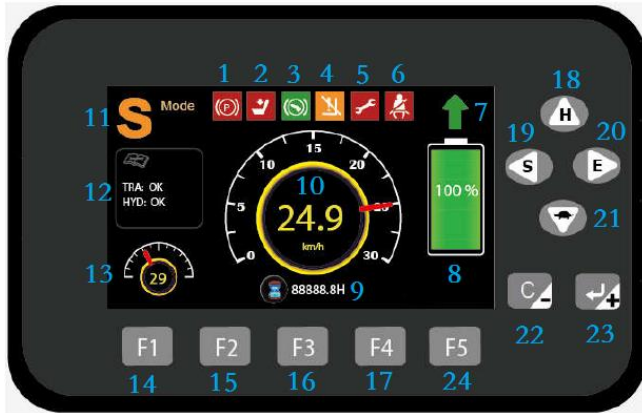 1 2 3 4 5 6
18
11 S Mode
(P)
7
H
19 20
15
10 20
S E
12
TRA: OK
HYD: OK
100 %
10
5 25
24.9
km/h
21
13
29
0 30
88888.8H 9
8
C - +
22 23
F1 F2 F3 F4 F5
14 15 16 17 24